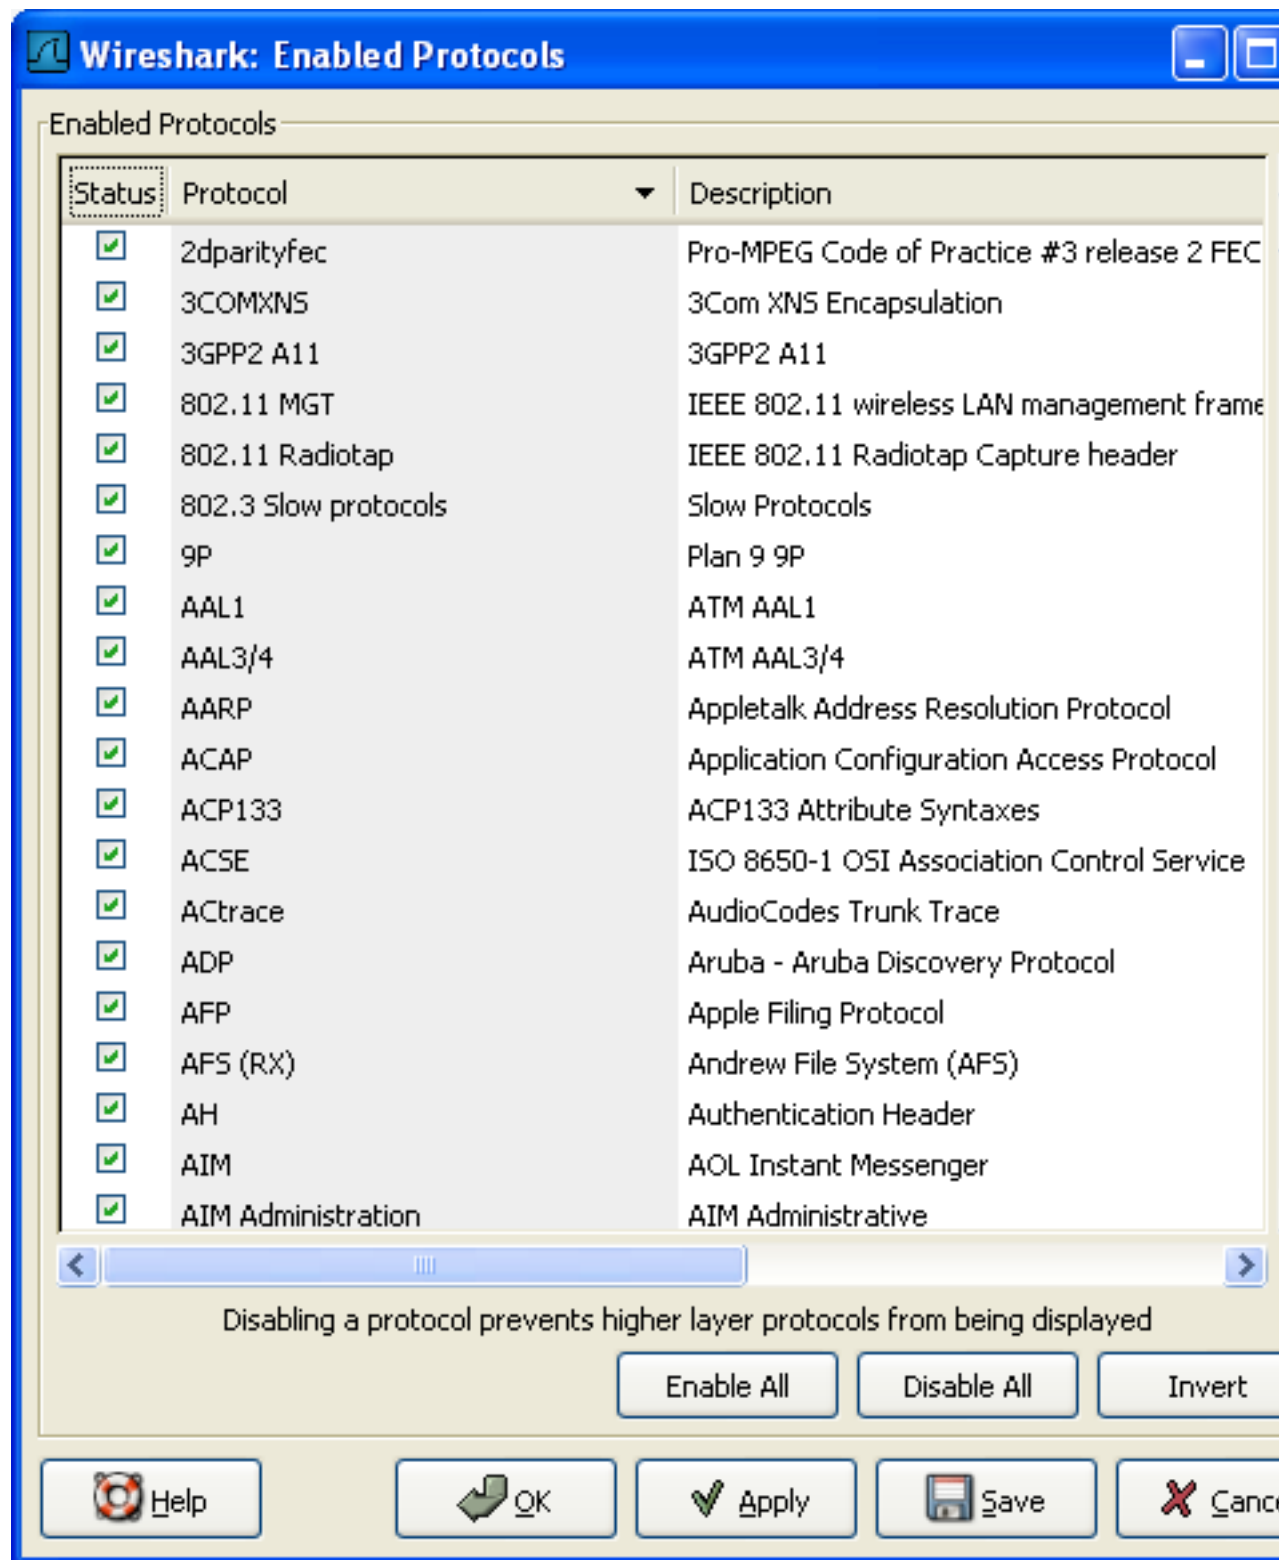 Wireshark: Enabled Protocols
Enabled Protocols
Status Protocol Description
2dparityfec Pro-MPEG Code of Practice #3 release 2 FEC
3COMXNS 3Com XNS Encapsulation
3GPP2 A11 3GPP2 A11
802.11 MGT IEEE 802.11 wireless LAN management frame
802.11 Radiotap IEEE 802.11 Radiotap Capture header
802.3 Slow protocols Slow Protocols
9P Plan 9 9P
AAL1 ATM AAL1
AAL3/4 ATM AAL3/4
AARP Appletalk Address Resolution Protocol
ACAP Application Configuration Access Protocol
ACP133 ACP133 Attribute Syntaxes
ACSE ISO 8650-1 OSI Association Control Service
ACtrace AudioCodes Trunk Trace
ADP Aruba - Aruba Discovery Protocol
AFP Apple Filing Protocol
AFS (RX) Andrew File System (AFS)
AH Authentication Header
AIM AOL Instant Messenger
AIM Administration AIM Administrative
Disabling a protocol prevents higher layer protocols from being displayed
Enable All Disable All Invert
Help OK Apply Save Cance